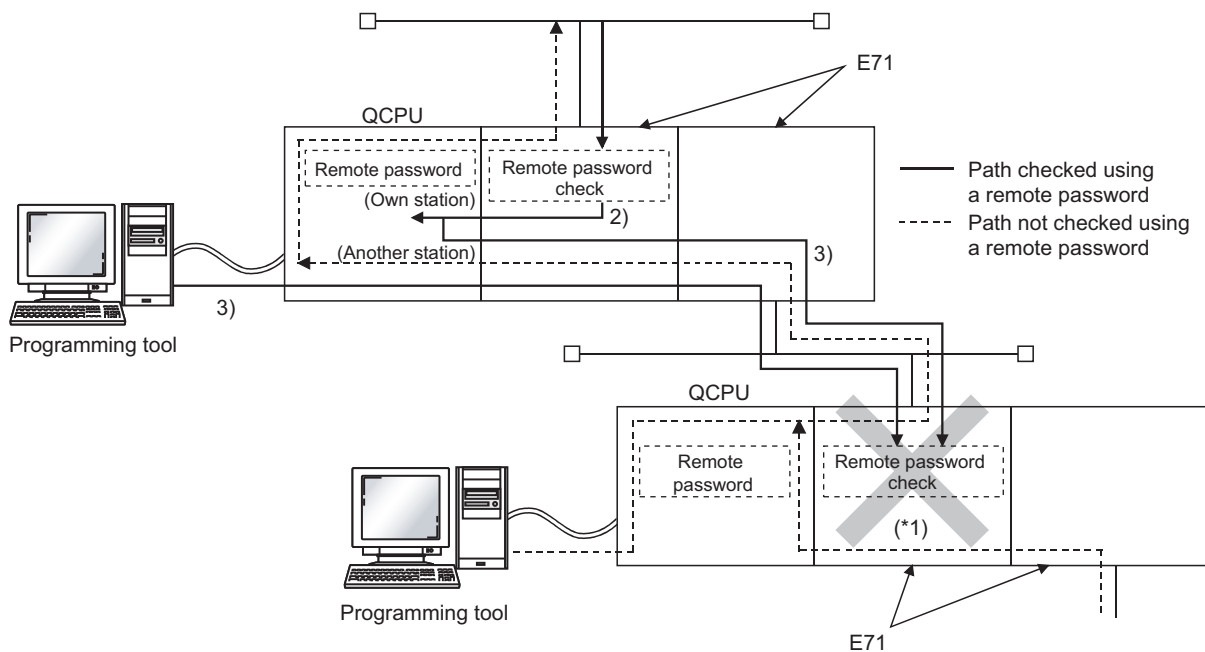 E71
QCPU
Remote password
Remote password
check
(Own station)
2)
(Another station)
3)
3)
Programming tool
Path checked using
a remote password
Path not checked using
a remote password
QCPU
Remote
password
Remote password
check
(*1)
Programming tool
E71